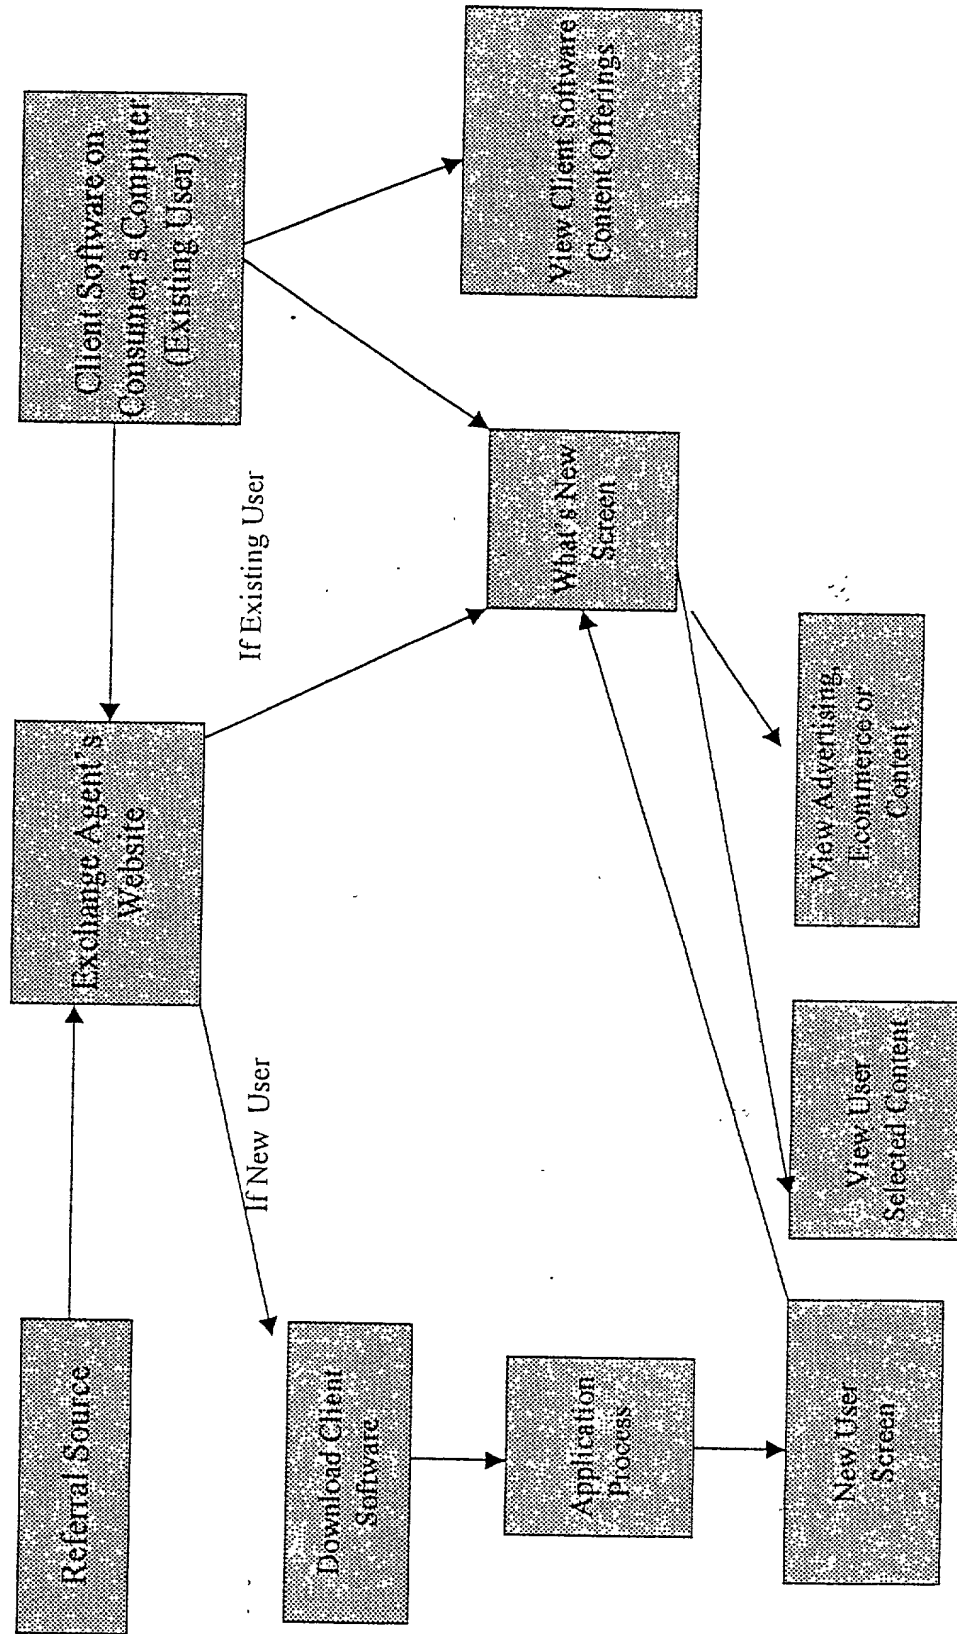 Referral Source
Exchange Agent's
Website
Client Software on
Consumer's Computer
(Existing User)
If New User
If Existing User
Download Client
Software
Application
Process
What's New
Screen
View Client Software
Content Offerings
New User
Screen
View User
Selected Content
View Advertising,
Ecommerce or
Content